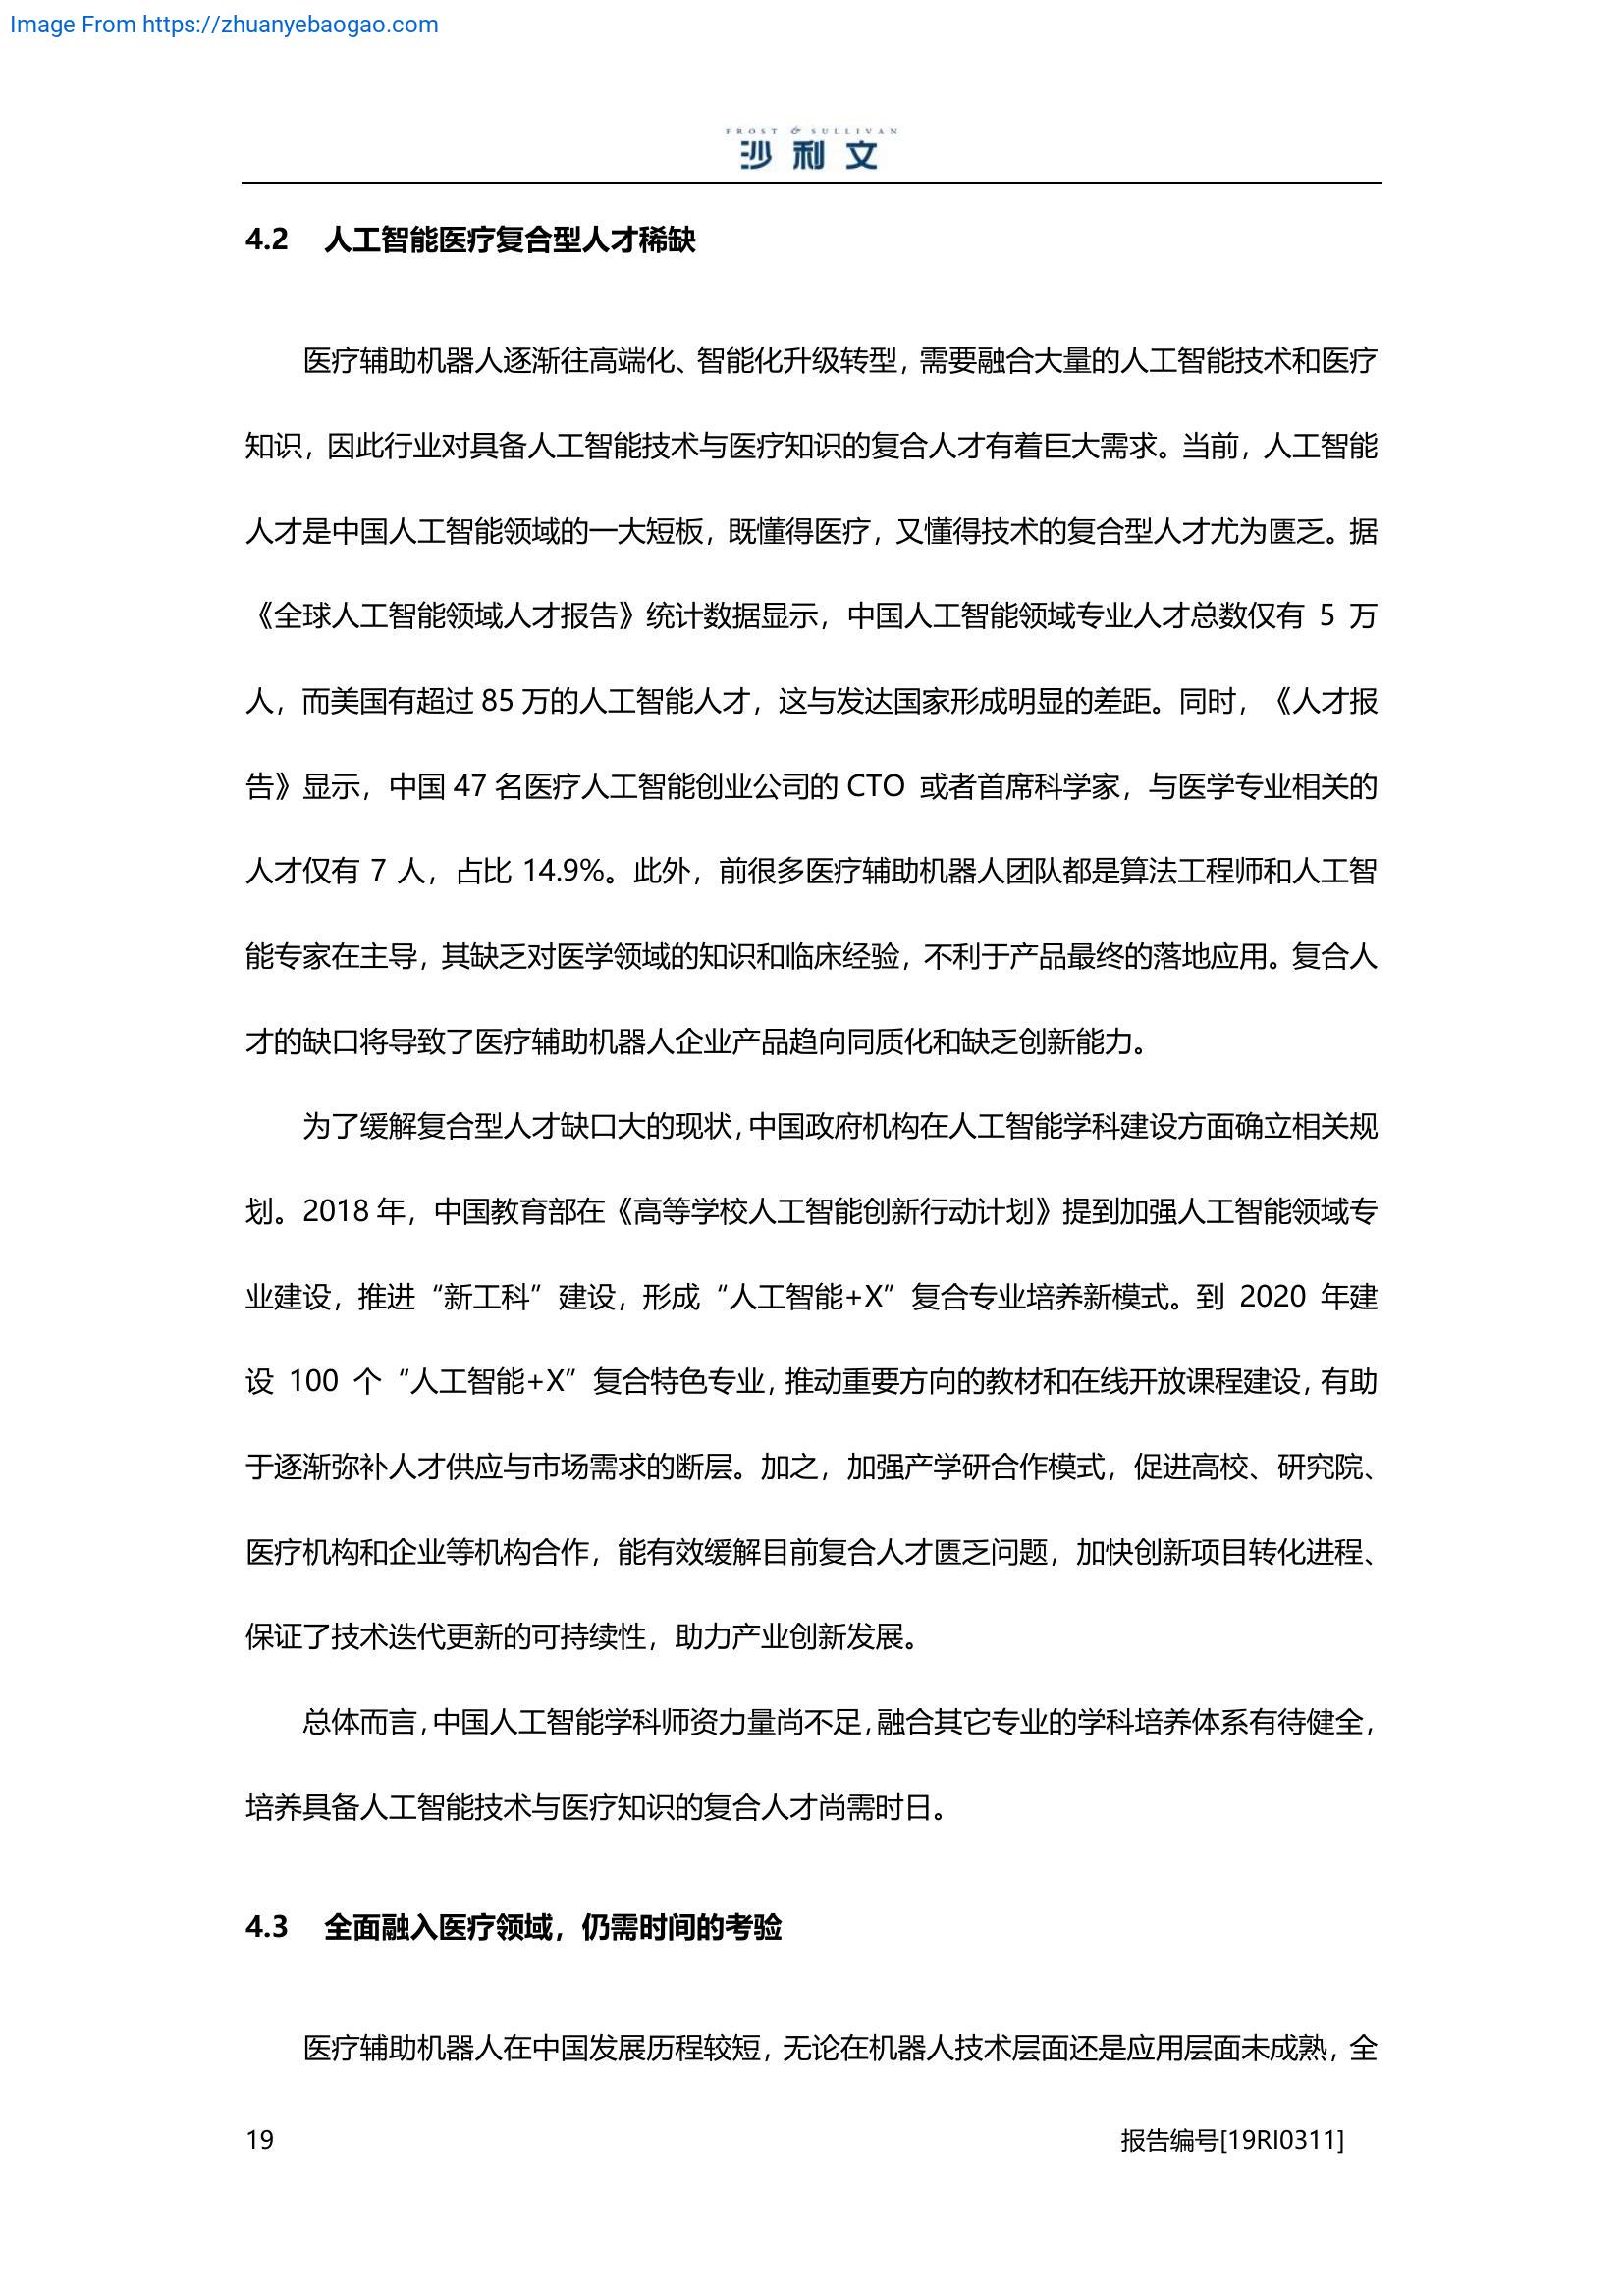 Image From https://zhuanyebaogao.com
FROST & SULLIVAN
沙利文
4.2 人工智能医疗复合型人才稀缺
医疗辅助机器人逐渐往高端化、智能化升级转型，需要融合大量的人工智能技术和医疗
知识，因此行业对具备人工智能技术与医疗知识的复合人才有着巨大需求。当前，人工智能
人才是中国人工智能领域的一大短板，既懂得医疗，又懂得技术的复合型人才尤为匮乏。据
《全球人工智能领域人才报告》统计数据显示，中国人工智能领域专业人才总数仅有 5 万
人，而美国有超过 85 万的人工智能人才，这与发达国家形成明显的差距。同时，《人才报
告》显示，中国 47 名医疗人工智能创业公司的 CTO 或者首席科学家，与医学专业相关的
人才仅有 7 人，占比 14.9%。此外，前很多医疗辅助机器人团队都是算法工程师和人工智
能专家在主导，其缺乏对医学领域的知识和临床经验，不利于产品最终的落地应用。复合人
才的缺口将导致了医疗辅助机器人企业产品趋向同质化和缺乏创新能力。
为了缓解复合型人才缺口大的现状，中国政府机构在人工智能学科建设方面确立相关规
划。2018 年，中国教育部在《高等学校人工智能创新行动计划》提到加强人工智能领域专
业建设，推进“新工科”建设，形成“人工智能+X”复合专业培养新模式。到 2020 年建
设 100 个“人工智能+X”复合特色专业，推动重要方向的教材和在线开放课程建设，有助
于逐渐弥补人才供应与市场需求的断层。加之，加强产学研合作模式，促进高校、研究院、
医疗机构和企业等机构合作，能有效缓解目前复合人才匮乏问题，加快创新项目转化进程、
保证了技术迭代更新的可持续性，助力产业创新发展。
总体而言，中国人工智能学科师资力量尚不足，融合其它专业的学科培养体系有待健全，
培养具备人工智能技术与医疗知识的复合人才尚需时日。
4.3 全面融入医疗领域，仍需时间的考验
医疗辅助机器人在中国发展历程较短，无论在机器人技术层面还是应用层面未成熟，全
19 报告编号[19RI0311]